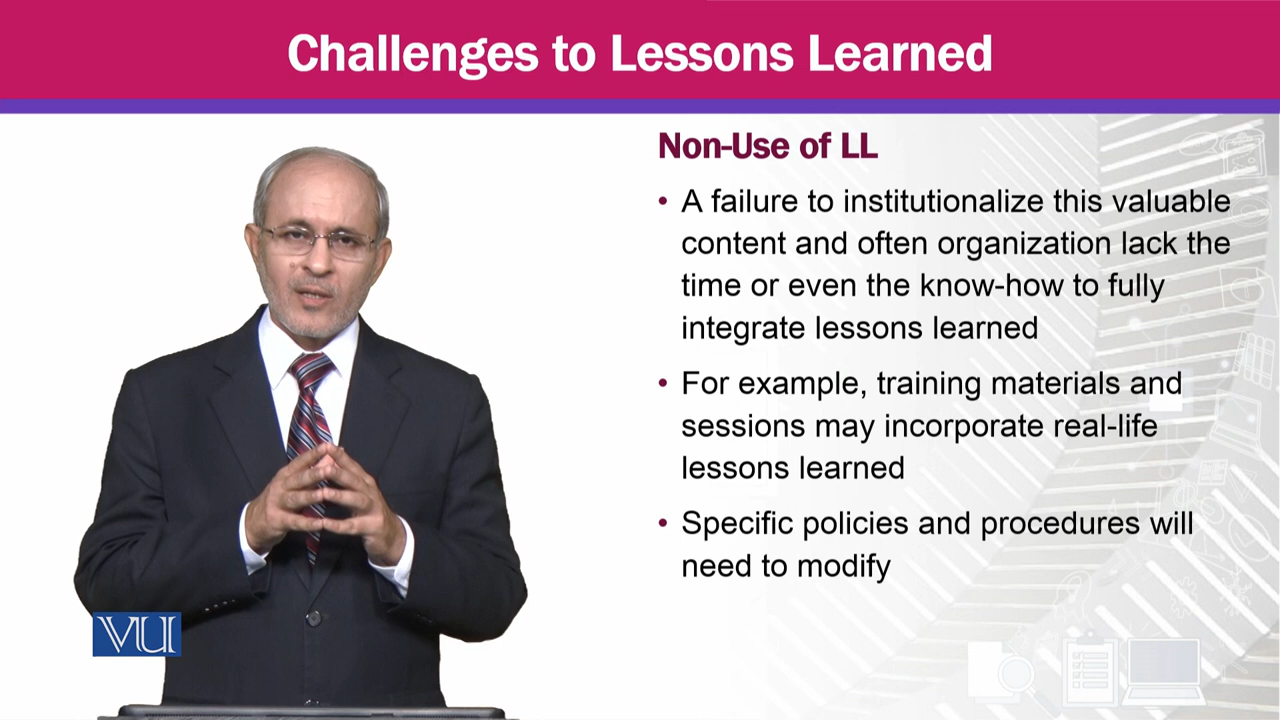 Challenges to Lessons Learned
Non-Use of LL
• A failure to institutionalize this valuable
content and often organization lack the
time or even the know-how to fully
integrate lessons learned
• For example, training materials and
sessions may incorporate real-life
lessons learned
• Specific policies and procedures will
need to modify
VU